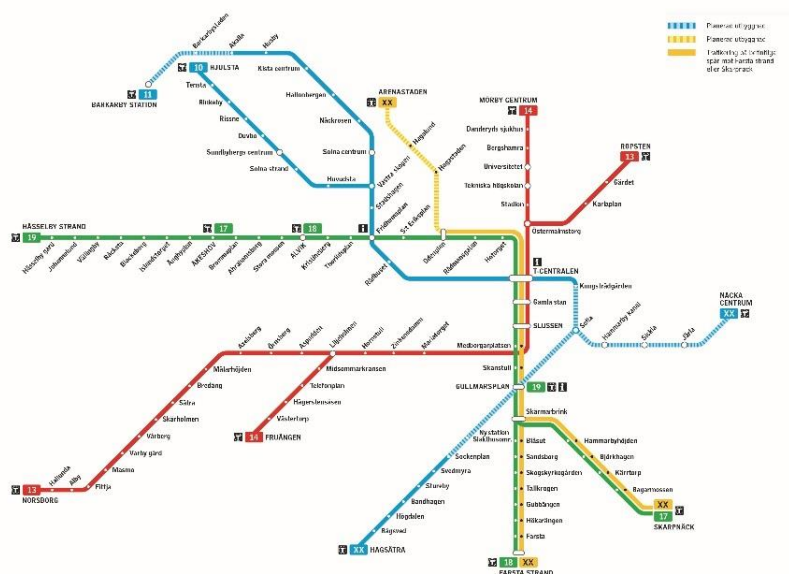 Planerad utbyggnad
Planerad utbyggnad
Trafikering på befintliga
spår mot Farsta strand
eller Skarpnäck
Barkarbystaden
Akalla
Husby
Kista centrum
Hallonbergen
Näckrosen
Solna centrum
11
BARKARBY STATION
10
HJULSTA
Tensta
Rinkeby
Rissne
Duvbo
Sundbybergs centrum
Solna strand
Huvudsta
Västra skogen
Stadshagen
Fridhemsplan
ARENASTADEN
XX
Hagalund
Hagastaden
MÖRBY CENTRUM
14
Danderyds sjukhus
Bergshamra
Universitetet
Tekniska högskolan
Stadion
Östermalmstorg
ROPSTEN
13
Gärdet
Karlaplan
HÄSSELBY STRAND
19
Hässelby gård
Johannelund
Vällingby
Råcksta
Blackeberg
Islandstorget
Ängbyplan
17
ÅKESHOV
Brommaplan
Abrahamsberg
Stora mossen
18
ALVIK
Kristineberg
Thorildsplan
S:t Eriksplan
Odenplan
Rådmansgatan
Hötorget
Rådhuset
T-CENTRALEN
Kungsträdgården
Gamla stan
SLUSSEN
Sofia
Hammarby kanal
Sickla
Järla
NACKA
CENTRUM
XX
Medborgarplatsen
Skanstull
GULLMARSPLAN
19
Skärmarbrink
Axelsberg
Örnsberg
Aspudden
Liljeholmen
Hornstull
Zinkensdamm
Mariatorget
Mälarhöjden
Bredäng
Sätra
Skärholmen
Vårberg
Vårby gård
Masmo
Fittja
Alby
Hallunda
13
NORSBORG
Midsommarkransen
Telefonplan
Hägerstensåsen
Västertorp
14
FRUÄNGEN
Nystation
Slakthusomr.
Sockenplan
Svedmyra
Stureby
Bandhagen
Högdalen
Rågsved
XX
HAGSÄTRA
Blåsut
Sandsborg
Skogskyrkogården
Tallkrogen
Gubbängen
Hökarängen
Farsta
18
XX
FARSTA STRAND
Hammarbyhöjden
Björkhagen
Kärrtorp
Bagarmossen
XX
17
SKARPNÄCK